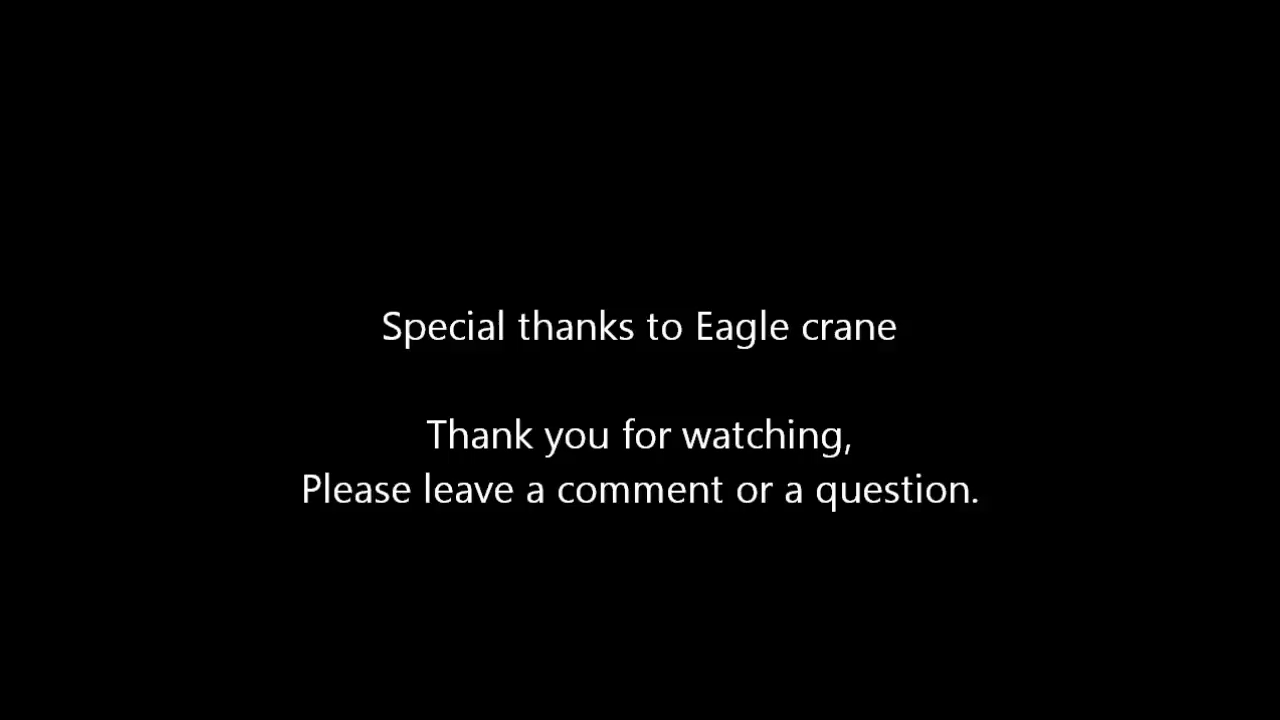 Special thanks to Eagle crane
Thank you for watching,
Please leave a comment or a question.